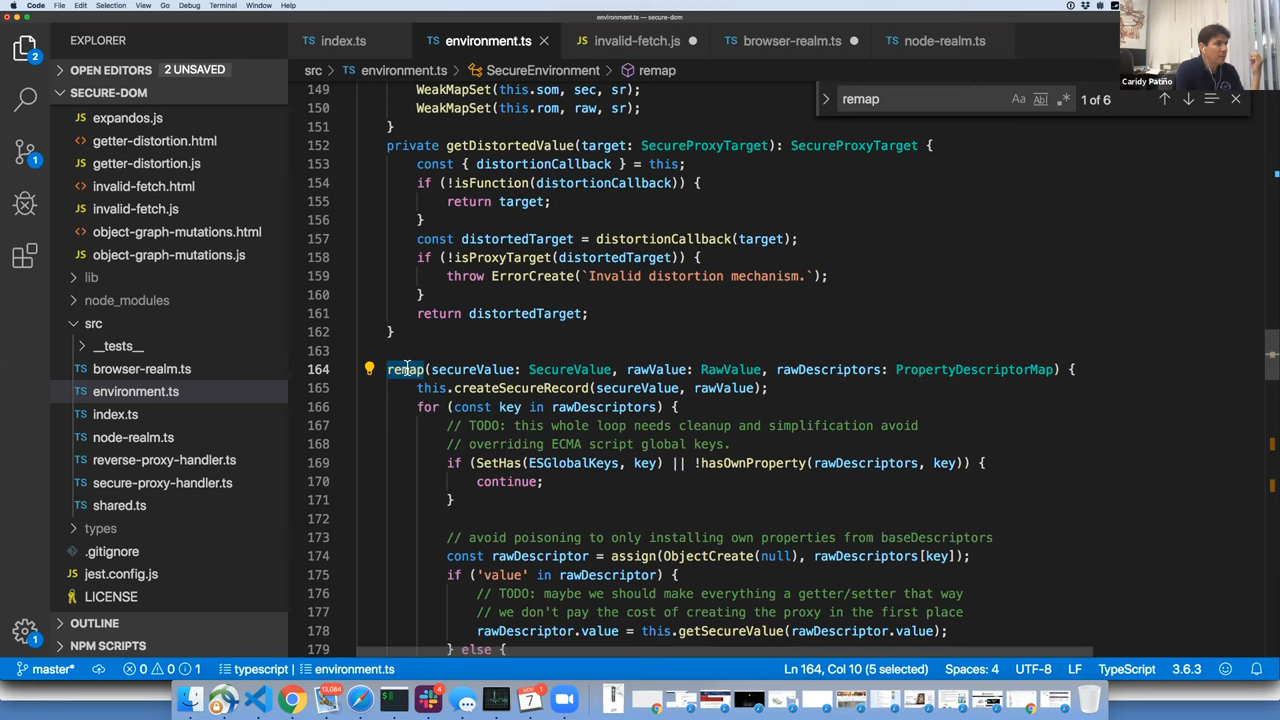 Code File Edit Selection View Go Debug Terminal Window Help
environment.ts — secure-dom
EXPLORER
index.ts
environment.ts
invalid-fetch.js
browser-realm.ts
node-realm.ts
Caridy Patiño
OPEN EDITORS 2 UNSAVED
src > environment.ts > SecureEnvironment > remap
SECURE-DOM
remap
Aa Abl .*
1 of 6
expandos.js
getter-distortion.html
getter-distortion.js
invalid-fetch.html
invalid-fetch.js
object-graph-mutations.html
object-graph-mutations.js
lib
node_modules
src
__tests__
browser-realm.ts
environment.ts
index.ts
node-realm.ts
reverse-proxy-handler.ts
secure-proxy-handler.ts
shared.ts
types
.gitignore
jest.config.js
LICENSE
OUTLINE
NPM SCRIPTS
149 WeakMapSet(this.som, sec, sr);
150 WeakMapSet(this.rom, raw, sr);
151 }
152 private getDistortedValue(target: SecureProxyTarget): SecureProxyTarget {
153 const { distortionCallback } = this;
154 if (!isFunction(distortionCallback)) {
155 return target;
156 }
157 const distortedTarget = distortionCallback(target);
158 if (!isProxyTarget(distortedTarget)) {
159 throw ErrorCreate(`Invalid distortion mechanism.`);
160 }
161 return distortedTarget;
162 }
163
164 remap(secureValue: SecureValue, rawValue: RawValue, rawDescriptors: PropertyDescriptorMap) {
165 this.createSecureRecord(secureValue, rawValue);
166 for (const key in rawDescriptors) {
167 // TODO: this whole loop needs cleanup and simplification avoid
168 // overriding ECMA script global keys.
169 if (SetHas(ESGlobalKeys, key) || !hasOwnProperty(rawDescriptors, key)) {
170 continue;
171 }
172
173 // avoid poisoning to only installing own properties from baseDescriptors
174 const rawDescriptor = assign(ObjectCreate(null), rawDescriptors[key]);
175 if ('value' in rawDescriptor) {
176 // TODO: maybe we should make everything a getter/setter that way
177 // we don't pay the cost of creating the proxy in the first place
178 rawDescriptor.value = this.getSecureValue(rawDescriptor.value);
} else {
master* 0 0 1 typescript | environment.ts Ln 164, Col 10 (5 selected) Spaces: 4 UTF-8 LF TypeScript 3.6.3